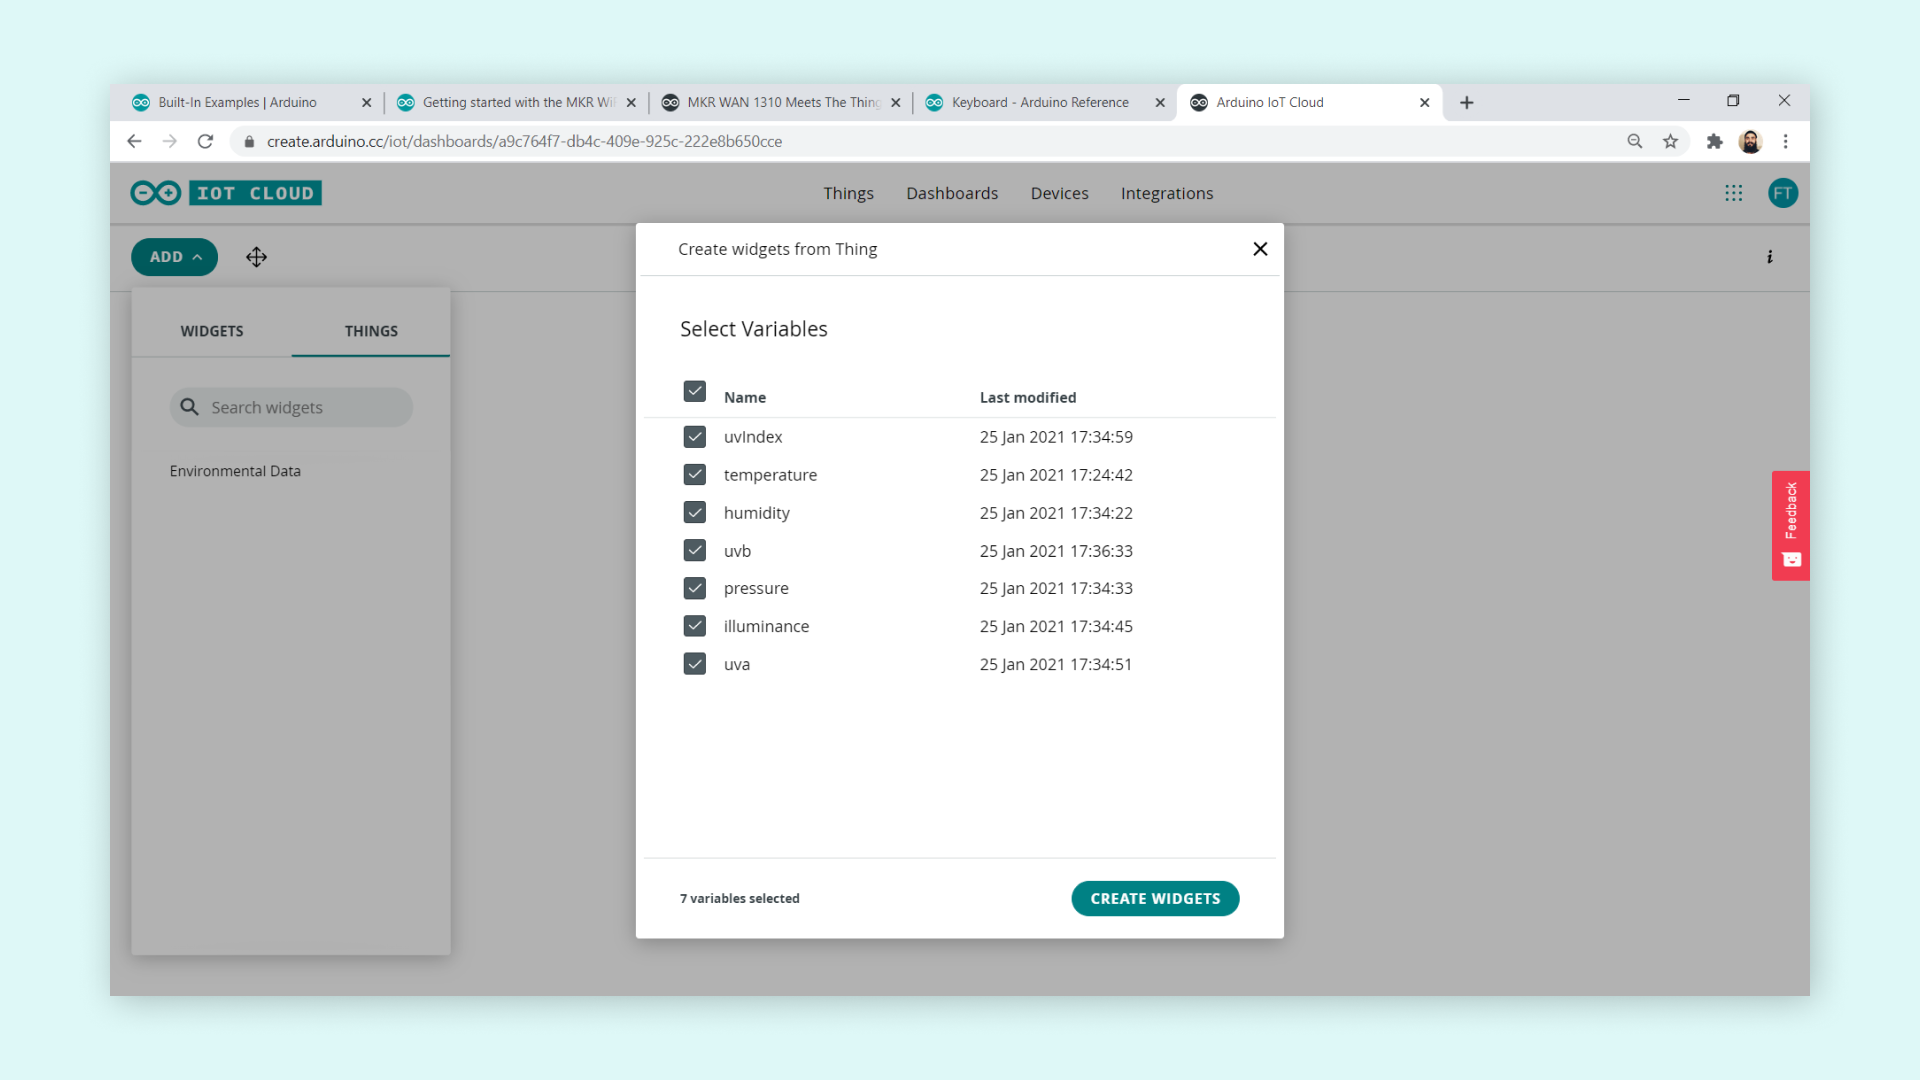 Built-In Examples | Arduino
Getting started with the MKR WiF
MKR WAN 1310 Meets The Thing
Keyboard - Arduino Reference
Arduino IoT Cloud
create.arduino.cc/iot/dashboards/a9c764f7-db4c-409e-925c-222e8b650cce
IOT CLOUD
Things
Dashboards
Devices
Integrations
FT
ADD
Create widgets from Thing
WIDGETS
THINGS
Search widgets
Environmental Data
Select Variables
Name Last modified
uvIndex 25 Jan 2021 17:34:59
temperature 25 Jan 2021 17:24:42
humidity 25 Jan 2021 17:34:22
uvb 25 Jan 2021 17:36:33
pressure 25 Jan 2021 17:34:33
illuminance 25 Jan 2021 17:34:45
uva 25 Jan 2021 17:34:51
7 variables selected
CREATE WIDGETS
Feedback